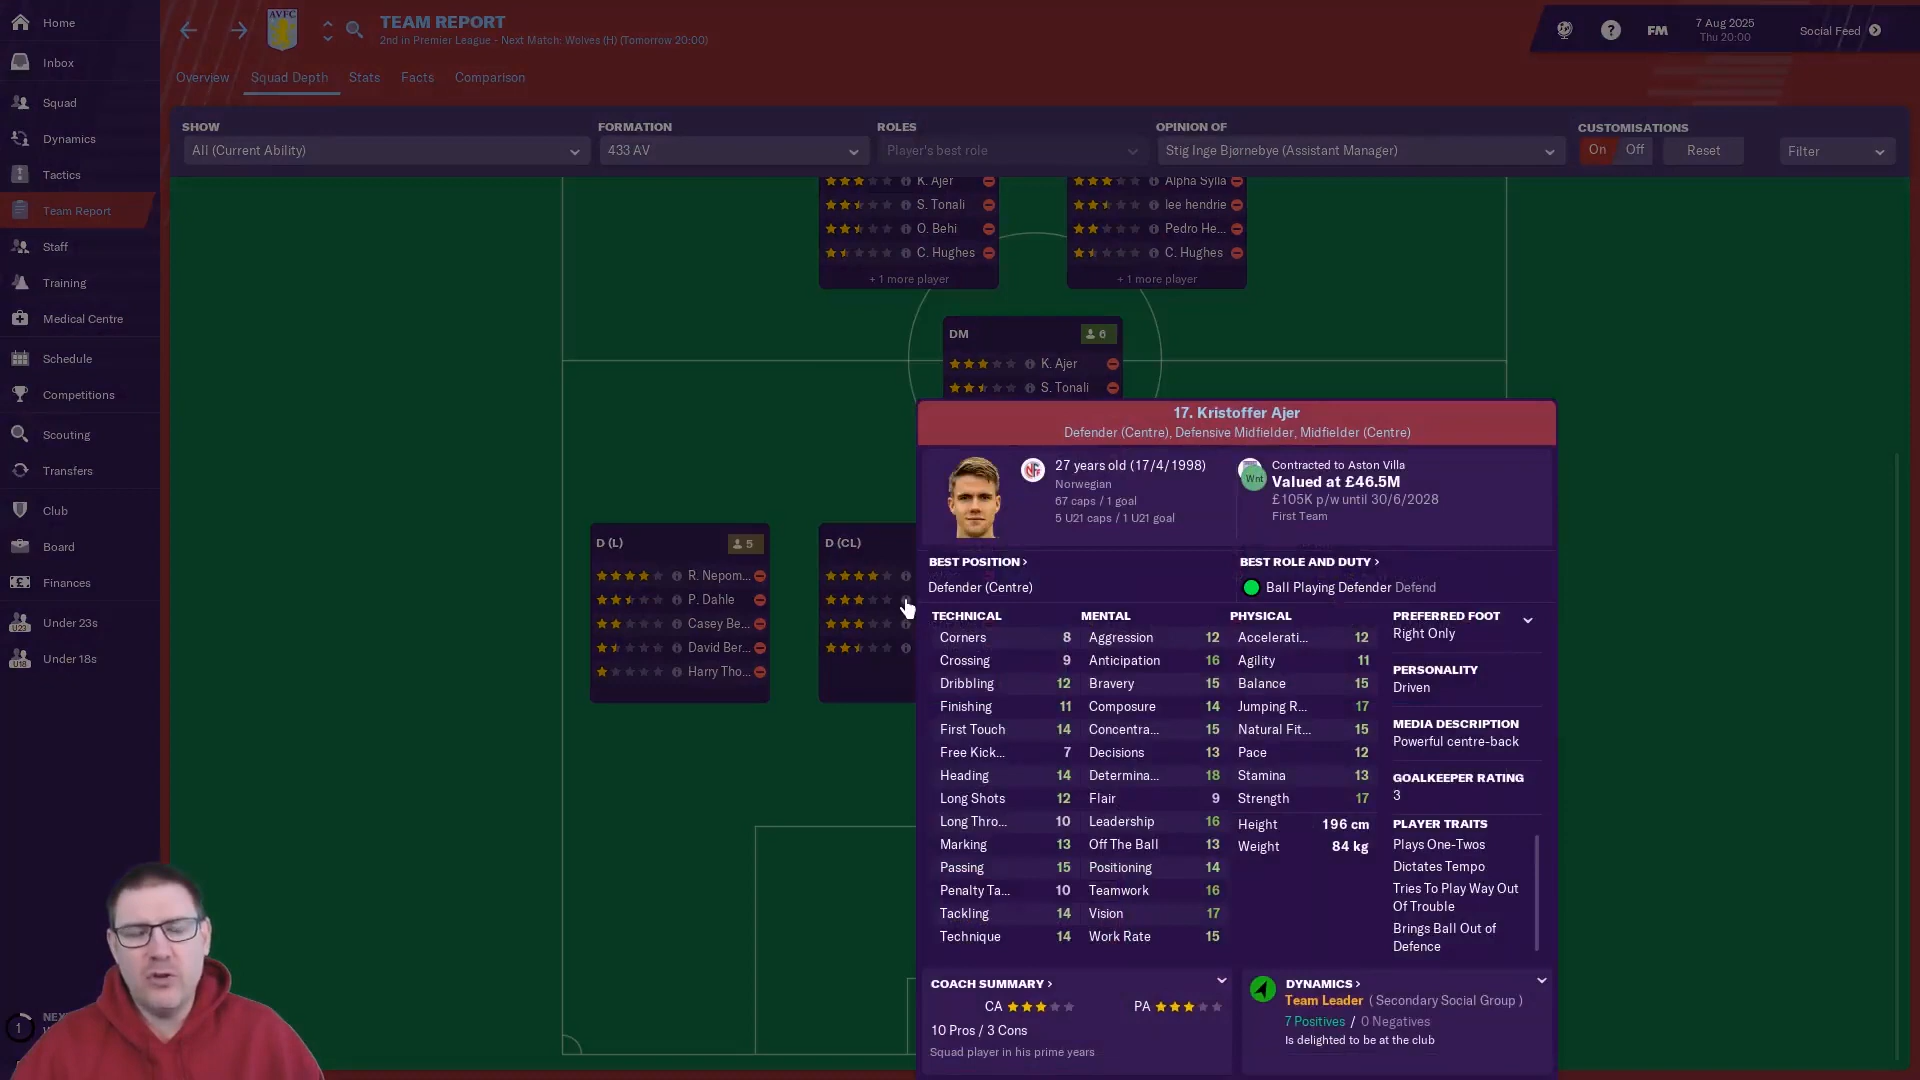 Home
Inbox
Squad
Dynamics
Tactics
Team Report
Staff
Training
Medical Centre
Schedule
Competitions
Scouting
Transfers
Club
Board
Finances
Under 23s
Under 18s
AVFC
TEAM REPORT
2nd in Premier League - Next Match: Wolves (H) (Tomorrow 20:00)
FM
7 Aug 2025
Thu 20:00
Social Feed
Overview
Squad Depth
Stats
Facts
Comparison
SHOW
All (Current Ability)
FORMATION
433 AV
ROLES
Player's best role
OPINION OF
Stig Inge Bjørnebye (Assistant Manager)
CUSTOMISATIONS
On Off
Reset
Filter
K. Ajer
S. Tonali
O. Behi
C. Hughes
+ 1 more player
Alpha Sylla
lee hendrie
Pedro He...
C. Hughes
+ 1 more player
DM 6
K. Ajer
S. Tonali
D (L) 5
R. Nepom...
P. Dahle
Casey Be...
David Ber...
Harry Tho...
D (CL)
17. Kristoffer Ajer
Defender (Centre), Defensive Midfielder, Midfielder (Centre)
27 years old (17/4/1998)
Norwegian
67 caps / 1 goal
5 U21 caps / 1 U21 goal
Wnt
Contracted to Aston Villa
Valued at £46.5M
£105K p/w until 30/6/2028
First Team
BEST POSITION >
Defender (Centre)
BEST ROLE AND DUTY >
Ball Playing Defender Defend
TECHNICAL
Corners 8
Crossing 9
Dribbling 12
Finishing 11
First Touch 14
Free Kick... 7
Heading 14
Long Shots 12
Long Thro... 10
Marking 13
Passing 15
Penalty Ta... 10
Tackling 14
Technique 14
MENTAL
Aggression 12
Anticipation 16
Bravery 15
Composure 14
Concentra... 15
Decisions 13
Determina... 18
Flair 9
Leadership 16
Off The Ball 13
Positioning 14
Teamwork 16
Vision 17
Work Rate 15
PHYSICAL
Accelerati... 12
Agility 11
Balance 15
Jumping R... 17
Natural Fit... 15
Pace 12
Stamina 13
Strength 17
Height 196 cm
Weight 84 kg
PREFERRED FOOT
Right Only
PERSONALITY
Driven
MEDIA DESCRIPTION
Powerful centre-back
GOALKEEPER RATING
3
PLAYER TRAITS
Plays One-Twos
Dictates Tempo
Tries To Play Way Out
Of Trouble
Brings Ball Out of
Defence
COACH SUMMARY >
CA
PA
10 Pros / 3 Cons
Squad player in his prime years
DYNAMICS >
Team Leader ( Secondary Social Group )
7 Positives / 0 Negatives
Is delighted to be at the club
1